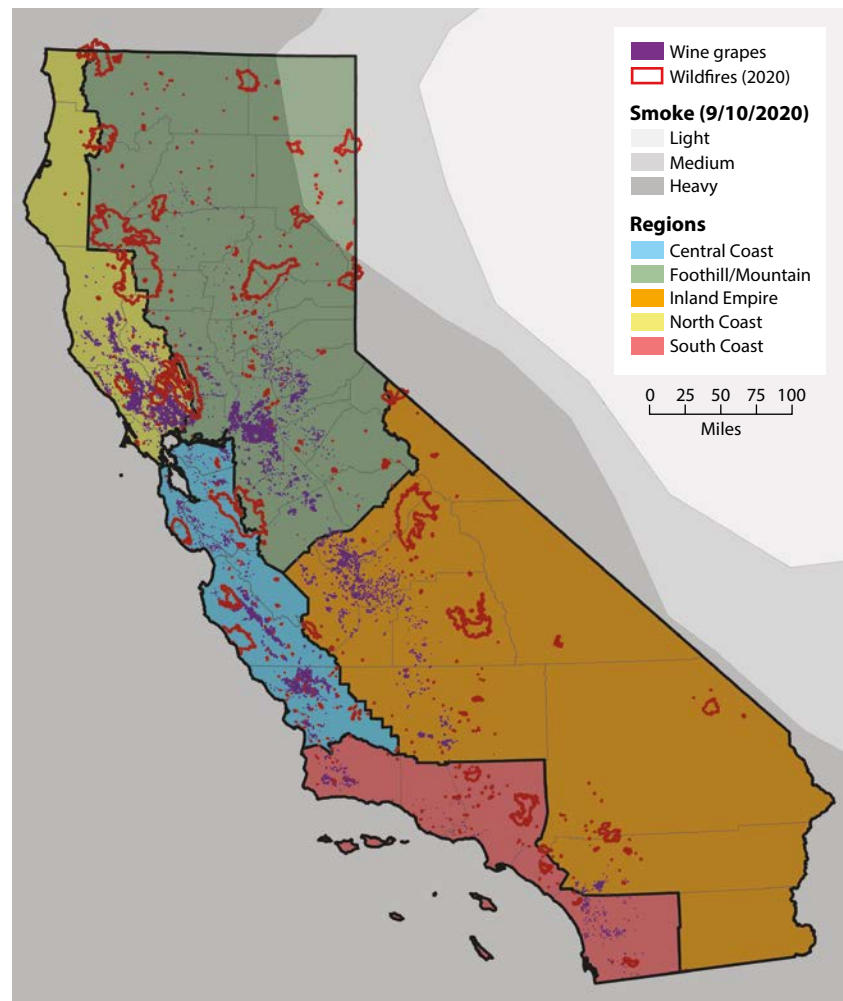 Wine grapes
Wildfires (2020)
Smoke (9/10/2020)
Light
Medium
Heavy
Regions
Central Coast
Foothill/Mountain
Inland Empire
North Coast
South Coast
0 25 50 75 100
Miles